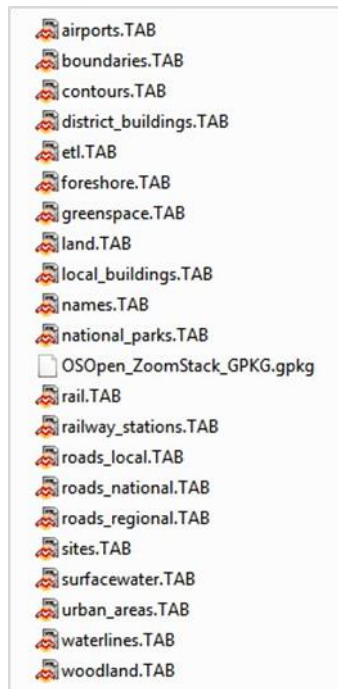 airports.TAB
boundaries.TAB
contours.TAB
district_buildings.TAB
etl.TAB
foreshore.TAB
greenspace.TAB
land.TAB
local_buildings.TAB
names.TAB
national_parks.TAB
OSOpen_ZoomStack_GPKG.gpkg
rail.TAB
railway_stations.TAB
roads_local.TAB
roads_national.TAB
roads_regional.TAB
sites.TAB
surfacewater.TAB
urban_areas.TAB
waterlines.TAB
woodland.TAB